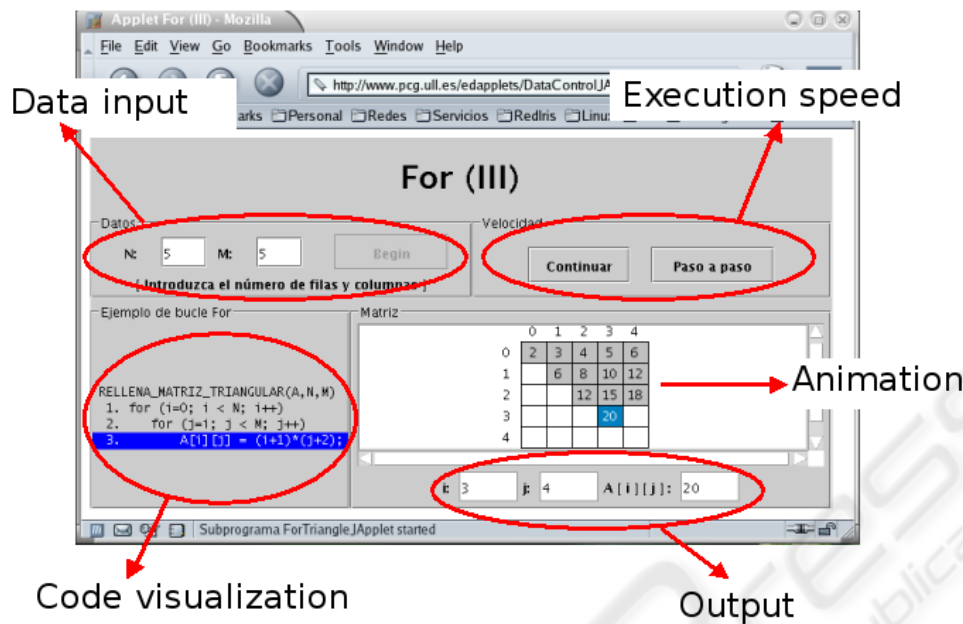 Applet For (III) - Mozilla
File Edit View Go Bookmarks Tools Window Help
http://www.pcg.ull.es/edapplets/DataControl.JA
Data input
Execution speed
arks Personal Redes Servicios RedIris Linu
For (III)
Datos
N: 5 M: 5 Begin
[ Introduzca el número de filas y columnas ]
Velocidad
Continuar Paso a paso
Ejemplo de bucle For
RELLENA_MATRIZ_TRIANGULAR(A,N,M)
1. for (i=0; i < N; i++)
2. for (j=i; j < M; j++)
3. A[i][j] = (i+1)*(j+2);
Matriz
0 1 2 3 4
0 2 3 4 5 6
1 6 8 10 12
2 12 15 18
3 20
4
Animation
i: 3 j: 4 A[i][j]: 20
Subprograma ForTriangleJApplet started
Code visualization
Output